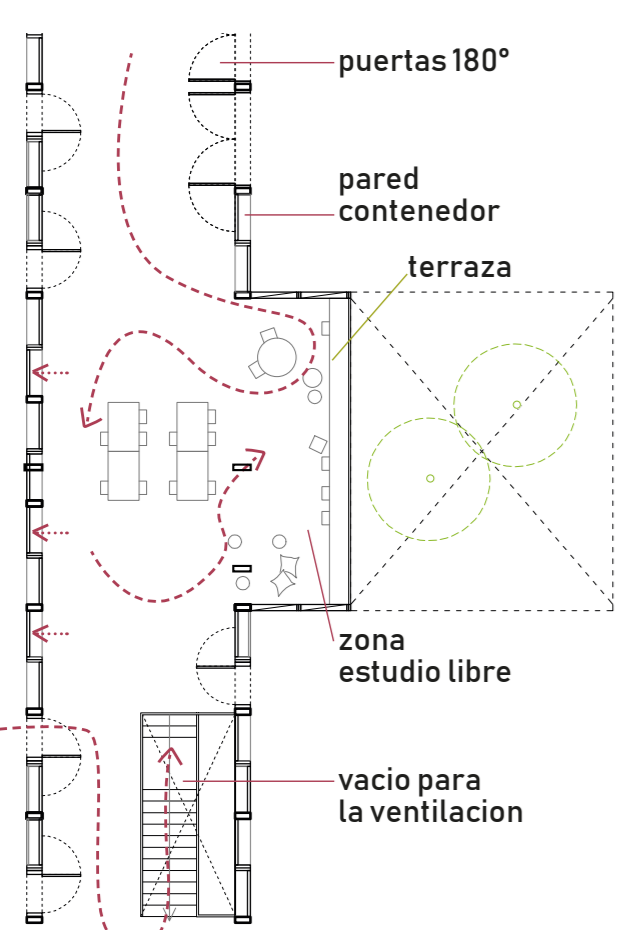 puertas 180°
pared
contenedor
terraza
zona
estudio libre
vacio para
la ventilacion